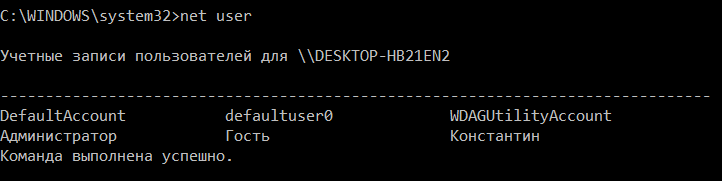 C:\WINDOWS\system32>net user
Учетные записи пользователей для \\DESKTOP-HB21EN2
-------------------------------------------------------------------------------
DefaultAccount defaultuser0 WDAGUtilityAccount
Администратор Гость Константин
Команда выполнена успешно.